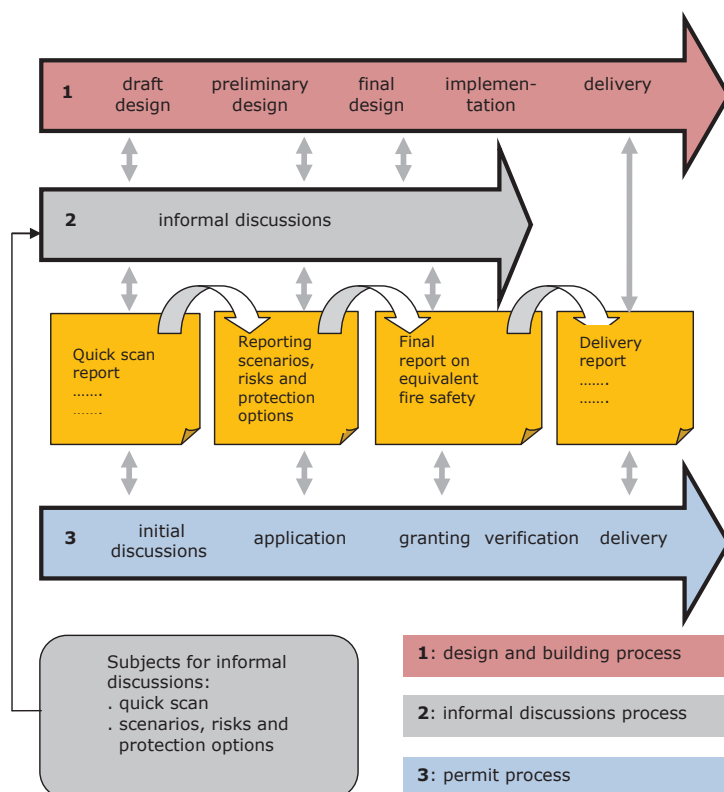 1
draft
design
preliminary
design
final
design
implemen-
tation
delivery
2
informal discussions
Quick scan
report
.......
.......
Reporting
scenarios,
risks and
protection
options
Final
report on
equivalent
fire safety
Delivery
report
.......
.......
3
initial
discussions
application
granting
verification
delivery
Subjects for informal
discussions:
. quick scan
. scenarios, risks and
protection options
1: design and building process
2: informal discussions process
3: permit process